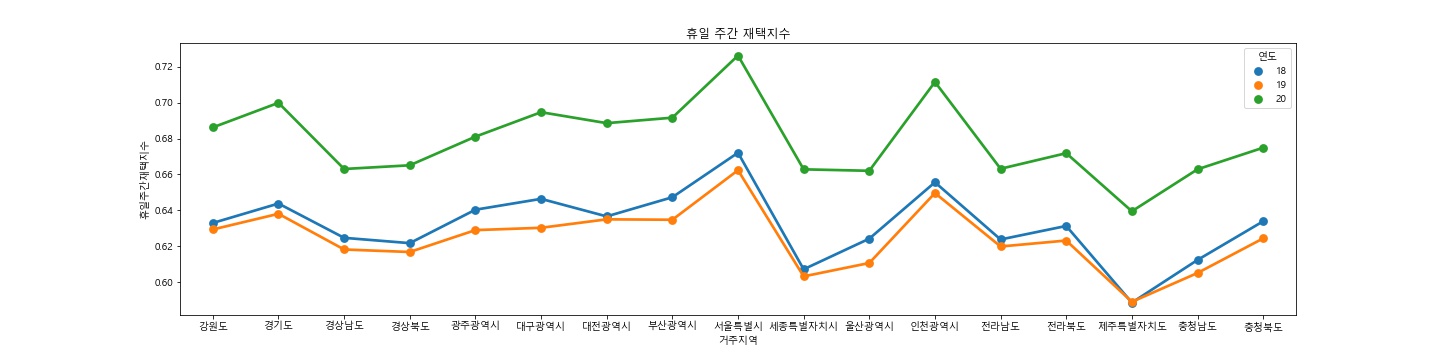 휴일 주간 재택지수
연도
18
19
20
0.72
0.70
0.68
0.66
0.64
0.62
0.60
휴일주간재택지수
강원도 경기도 경상남도 경상북도 광주광역시 대구광역시 대전광역시 부산광역시 서울특별시 세종특별자치시 울산광역시 인천광역시 전라남도 전라북도 제주특별자치도 충청남도 충청북도
거주지역